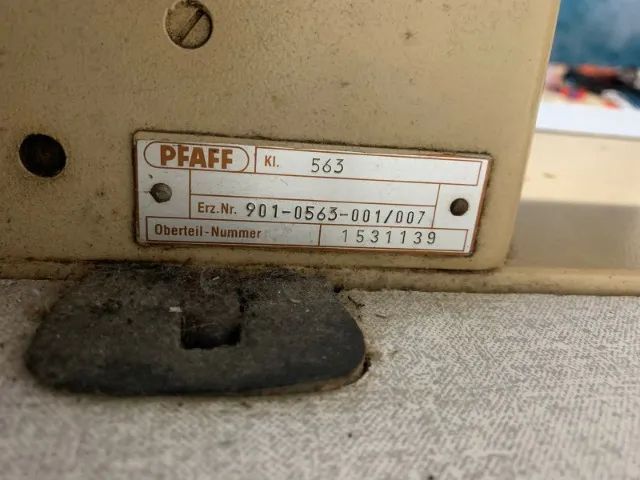 PFAFF Kl. 563
Erz.Nr. 901-0563-001/007
Oberteil-Nummer 1531139